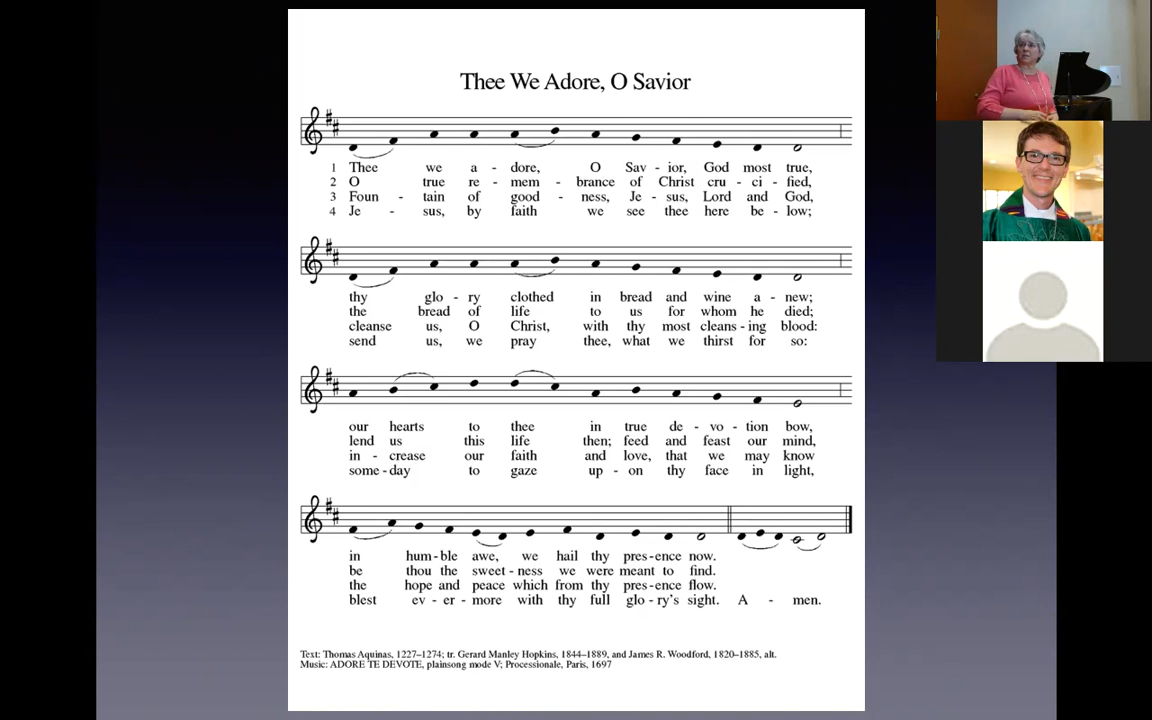 Thee We Adore, O Savior
1 Thee we a - dore, O Sav - ior, God most true,
2 O true re - mem - brance of Christ cru - ci - fied,
3 Foun - tain of good - ness, Je - sus, Lord and God,
4 Je - sus, by faith we see thee here be - low;
thy glo - ry clothed in bread and wine a - new;
the bread of life to us for whom he died;
cleanse us, O Christ, with thy most cleans - ing blood:
send us, we pray thee, what we thirst for so:
our hearts to thee in true de - vo - tion bow,
lend us this life then; feed and feast our mind,
in - crease our faith and love, that we may know
some - day to gaze up - on thy face in light,
in hum - ble awe, we hail thy pres - ence now.
be thou the sweet - ness we were meant to find.
the hope and peace which from thy pres - ence flow.
blest ev - er - more with thy full glo - ry's sight. A - men.
Text: Thomas Aquinas, 1227–1274; tr. Gerard Manley Hopkins, 1844–1889, and James R. Woodford, 1820–1885, alt.
Music: ADORE TE DEVOTE, plainsong mode V; Processionale, Paris, 1697